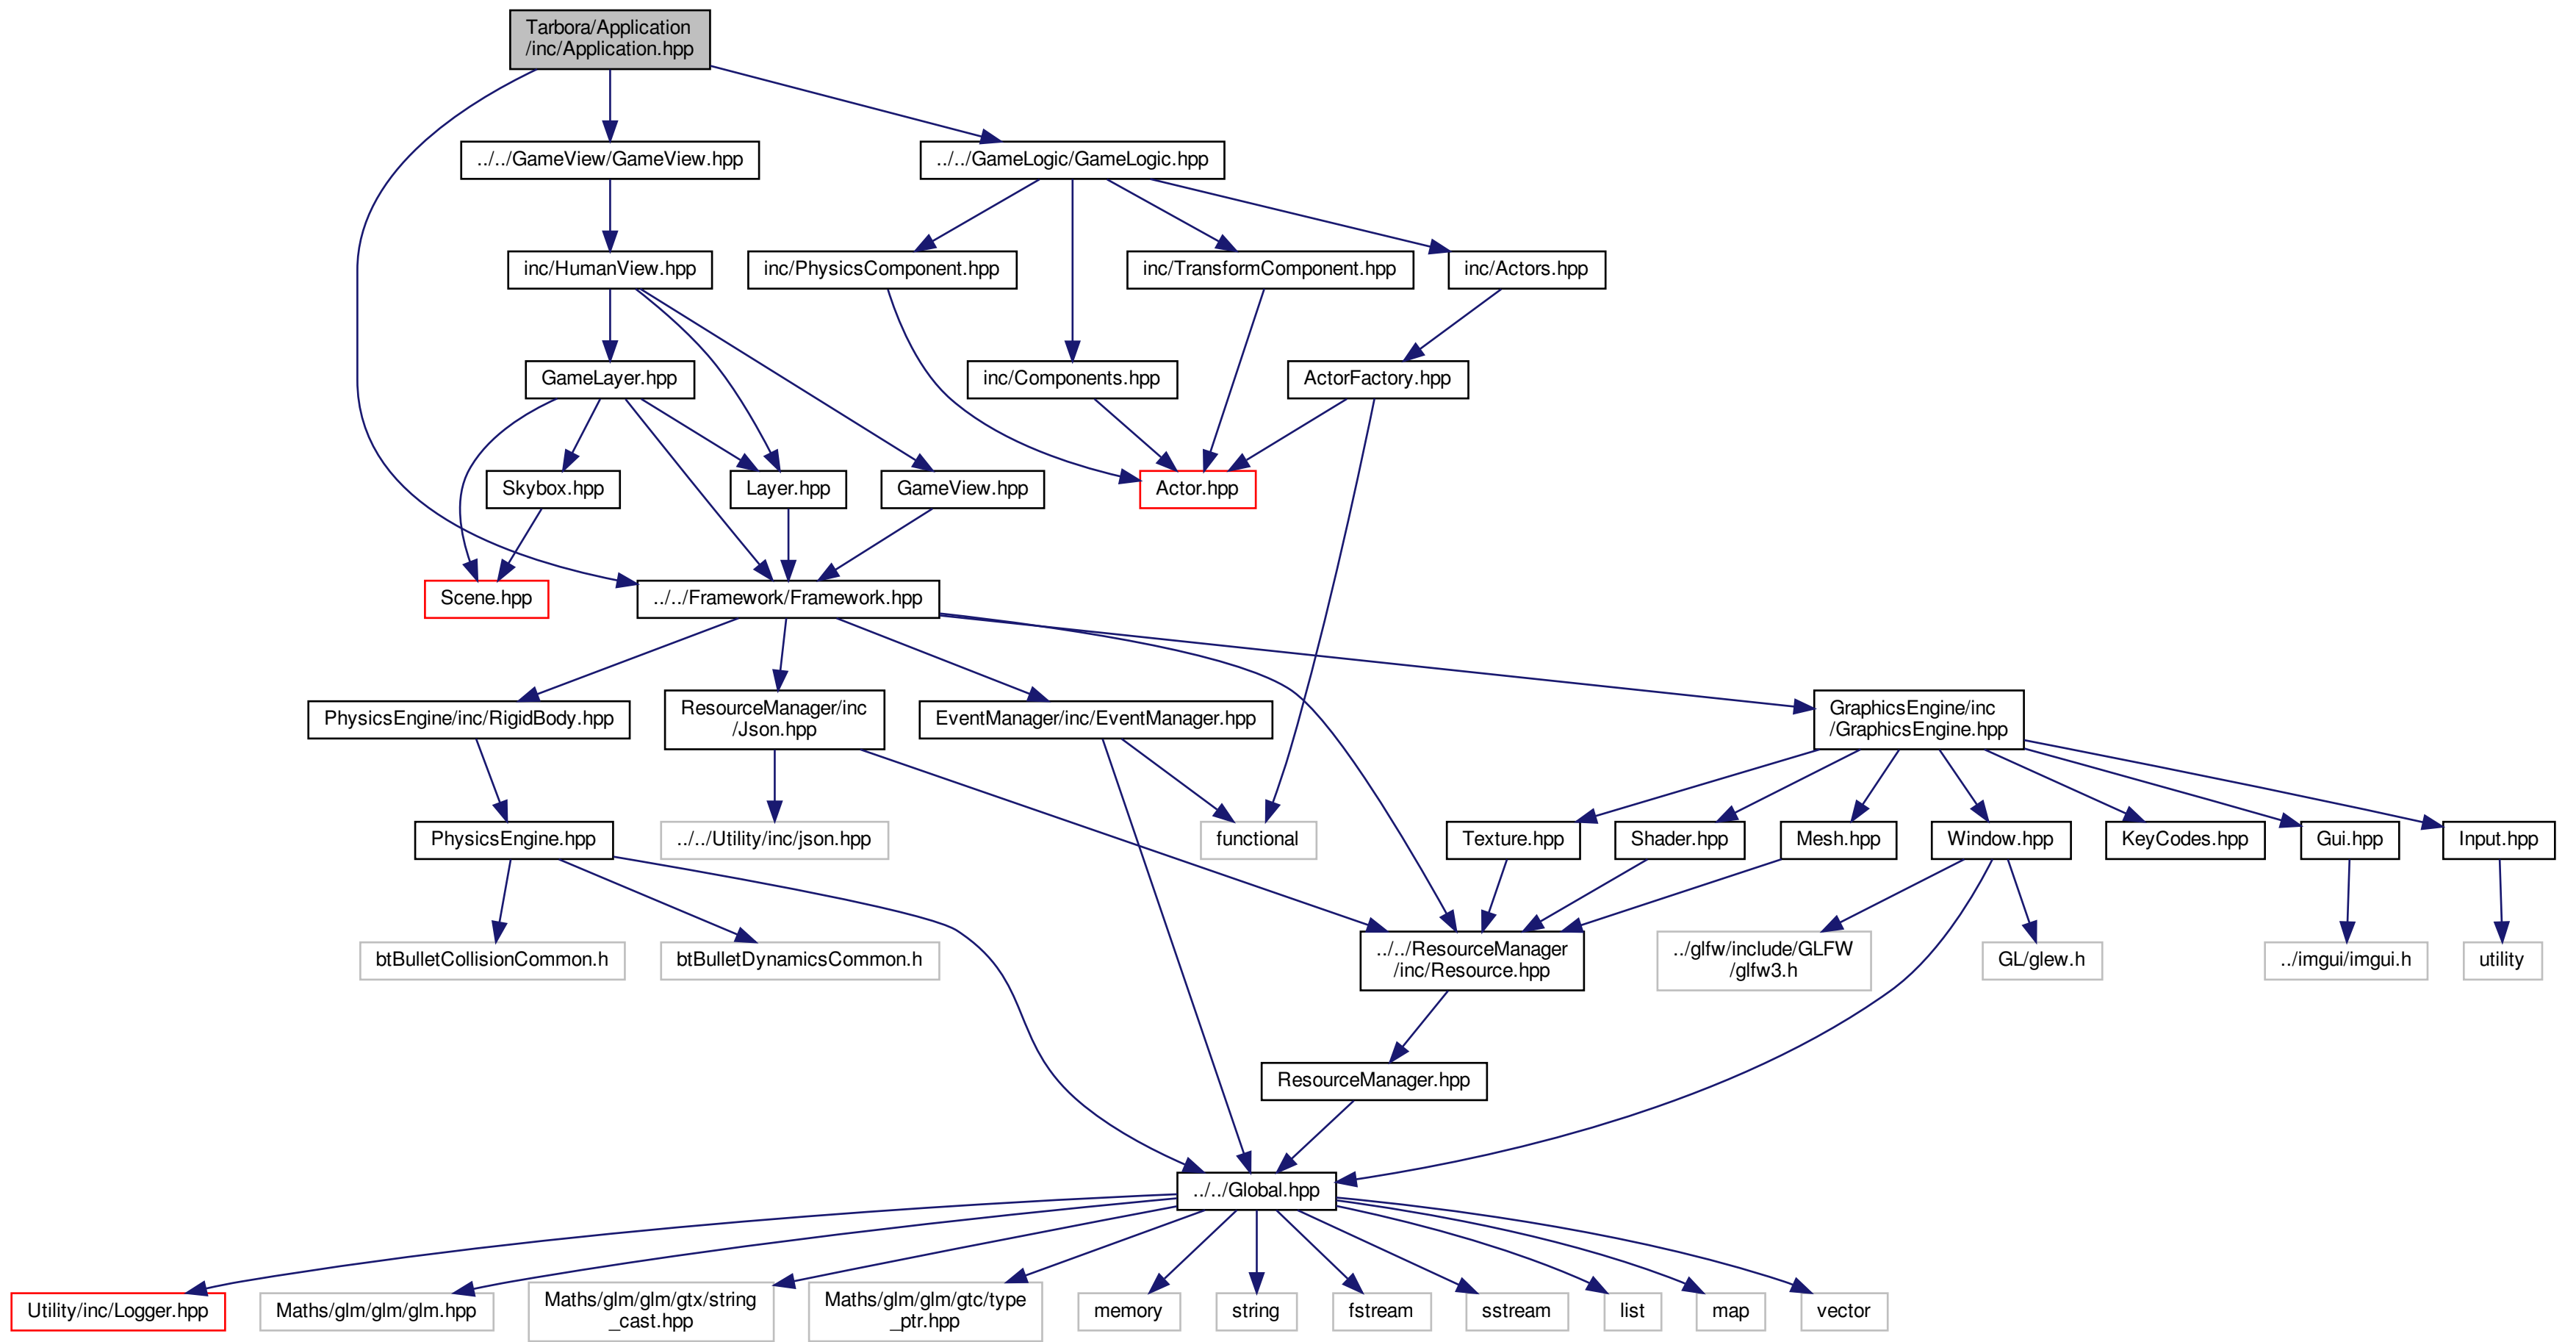 Tarbora/Application
/inc/Application.hpp
../../GameView/GameView.hpp
../../GameLogic/GameLogic.hpp
inc/HumanView.hpp
inc/PhysicsComponent.hpp
inc/TransformComponent.hpp
inc/Actors.hpp
GameLayer.hpp
inc/Components.hpp
ActorFactory.hpp
Skybox.hpp
Layer.hpp
GameView.hpp
Actor.hpp
Scene.hpp
../../Framework/Framework.hpp
PhysicsEngine/inc/RigidBody.hpp
ResourceManager/inc
/Json.hpp
EventManager/inc/EventManager.hpp
GraphicsEngine/inc
/GraphicsEngine.hpp
PhysicsEngine.hpp
../../Utility/inc/json.hpp
functional
Texture.hpp
Shader.hpp
Mesh.hpp
Window.hpp
KeyCodes.hpp
Gui.hpp
Input.hpp
btBulletCollisionCommon.h
btBulletDynamicsCommon.h
../../ResourceManager
/inc/Resource.hpp
../glfw/include/GLFW
/glfw3.h
GL/glew.h
../imgui/imgui.h
utility
ResourceManager.hpp
../../Global.hpp
Utility/inc/Logger.hpp
Maths/glm/glm/glm.hpp
Maths/glm/glm/gtx/string
_cast.hpp
Maths/glm/glm/gtc/type
_ptr.hpp
memory
string
fstream
sstream
list
map
vector